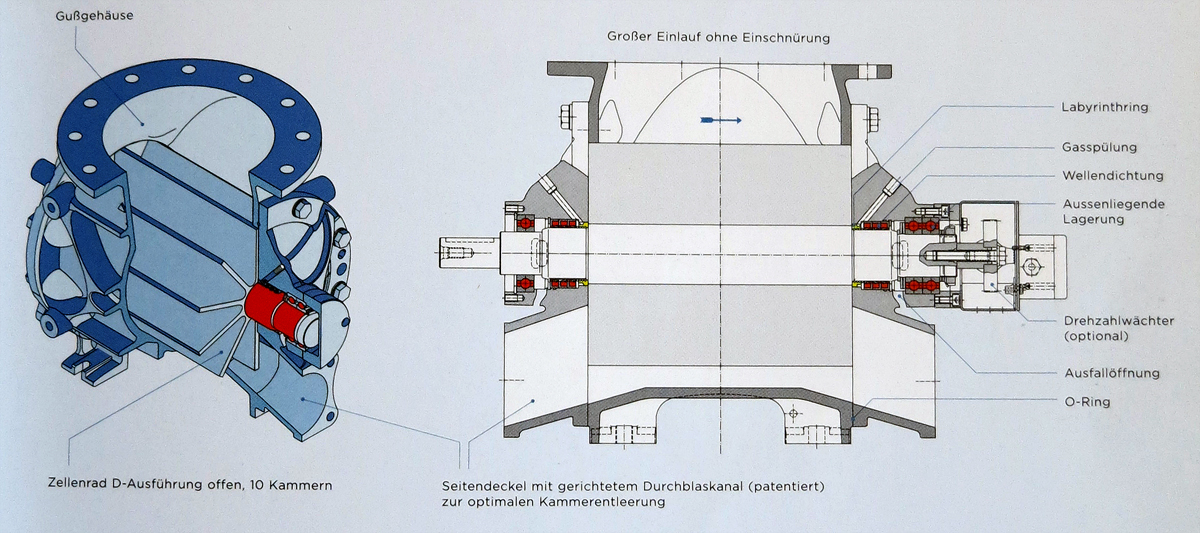 Gußgehäuse
Großer Einlauf ohne Einschnürung
Labyrinthring
Gasspülung
Wellendichtung
Aussenliegende
Lagerung
Drehzahlwächter
(optional)
Ausfallöffnung
O-Ring
Zellenrad D-Ausführung offen, 10 Kammern
Seitendeckel mit gerichtetem Durchblaskanal (patentiert)
zur optimalen Kammerentleerung